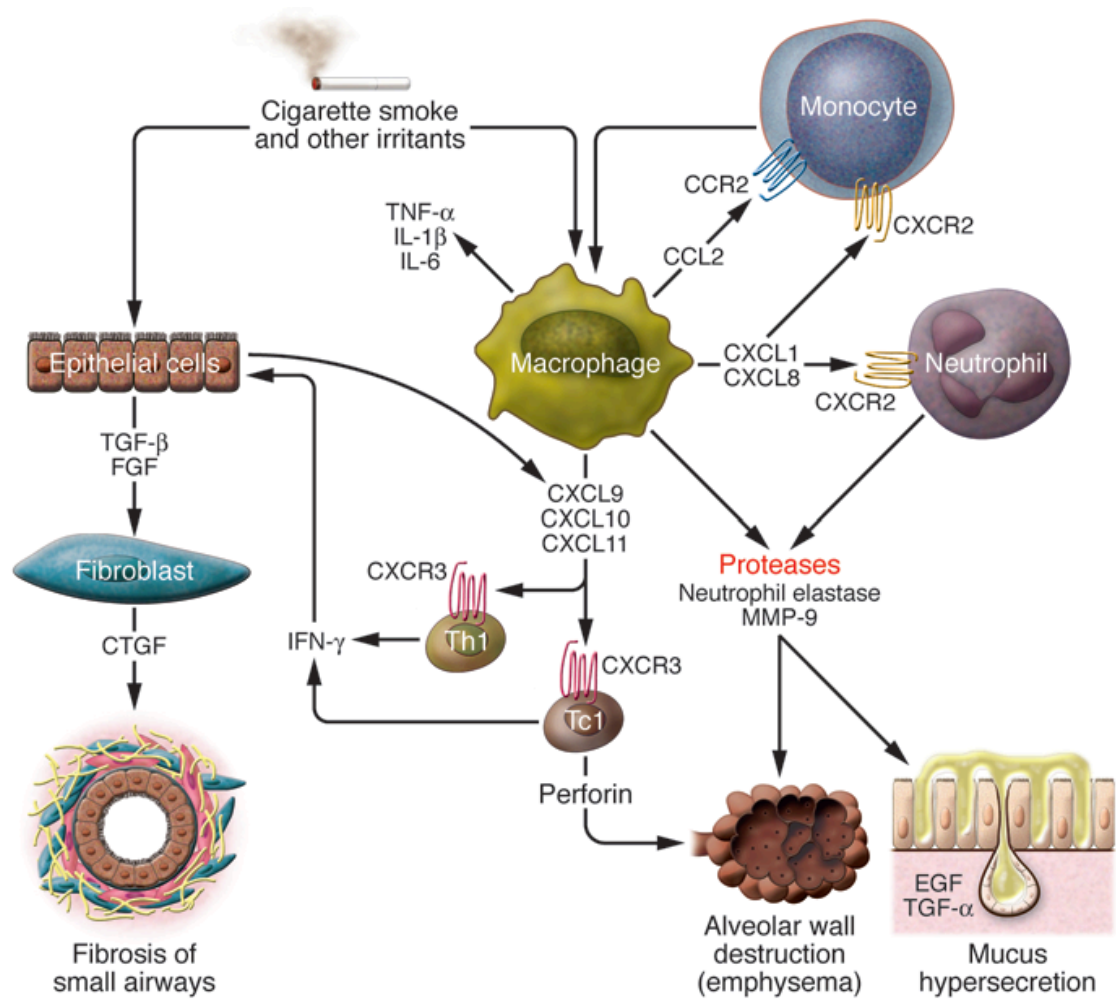 Cigarette smoke
and other irritants
Monocyte
CCR2
CXCR2
TNF-α
IL-1β
IL-6
CCL2
Epithelial cells
Macrophage
CXCL1
CXCL8
Neutrophil
CXCR2
TGF-β
FGF
CXCL9
CXCL10
CXCL11
Fibroblast
CXCR3
Proteases
Neutrophil elastase
MMP-9
CTGF
IFN-γ
Th1
CXCR3
Tc1
Perforin
EGF
TGF-α
Fibrosis of
small airways
Alveolar wall
destruction
(emphysema)
Mucus
hypersecretion